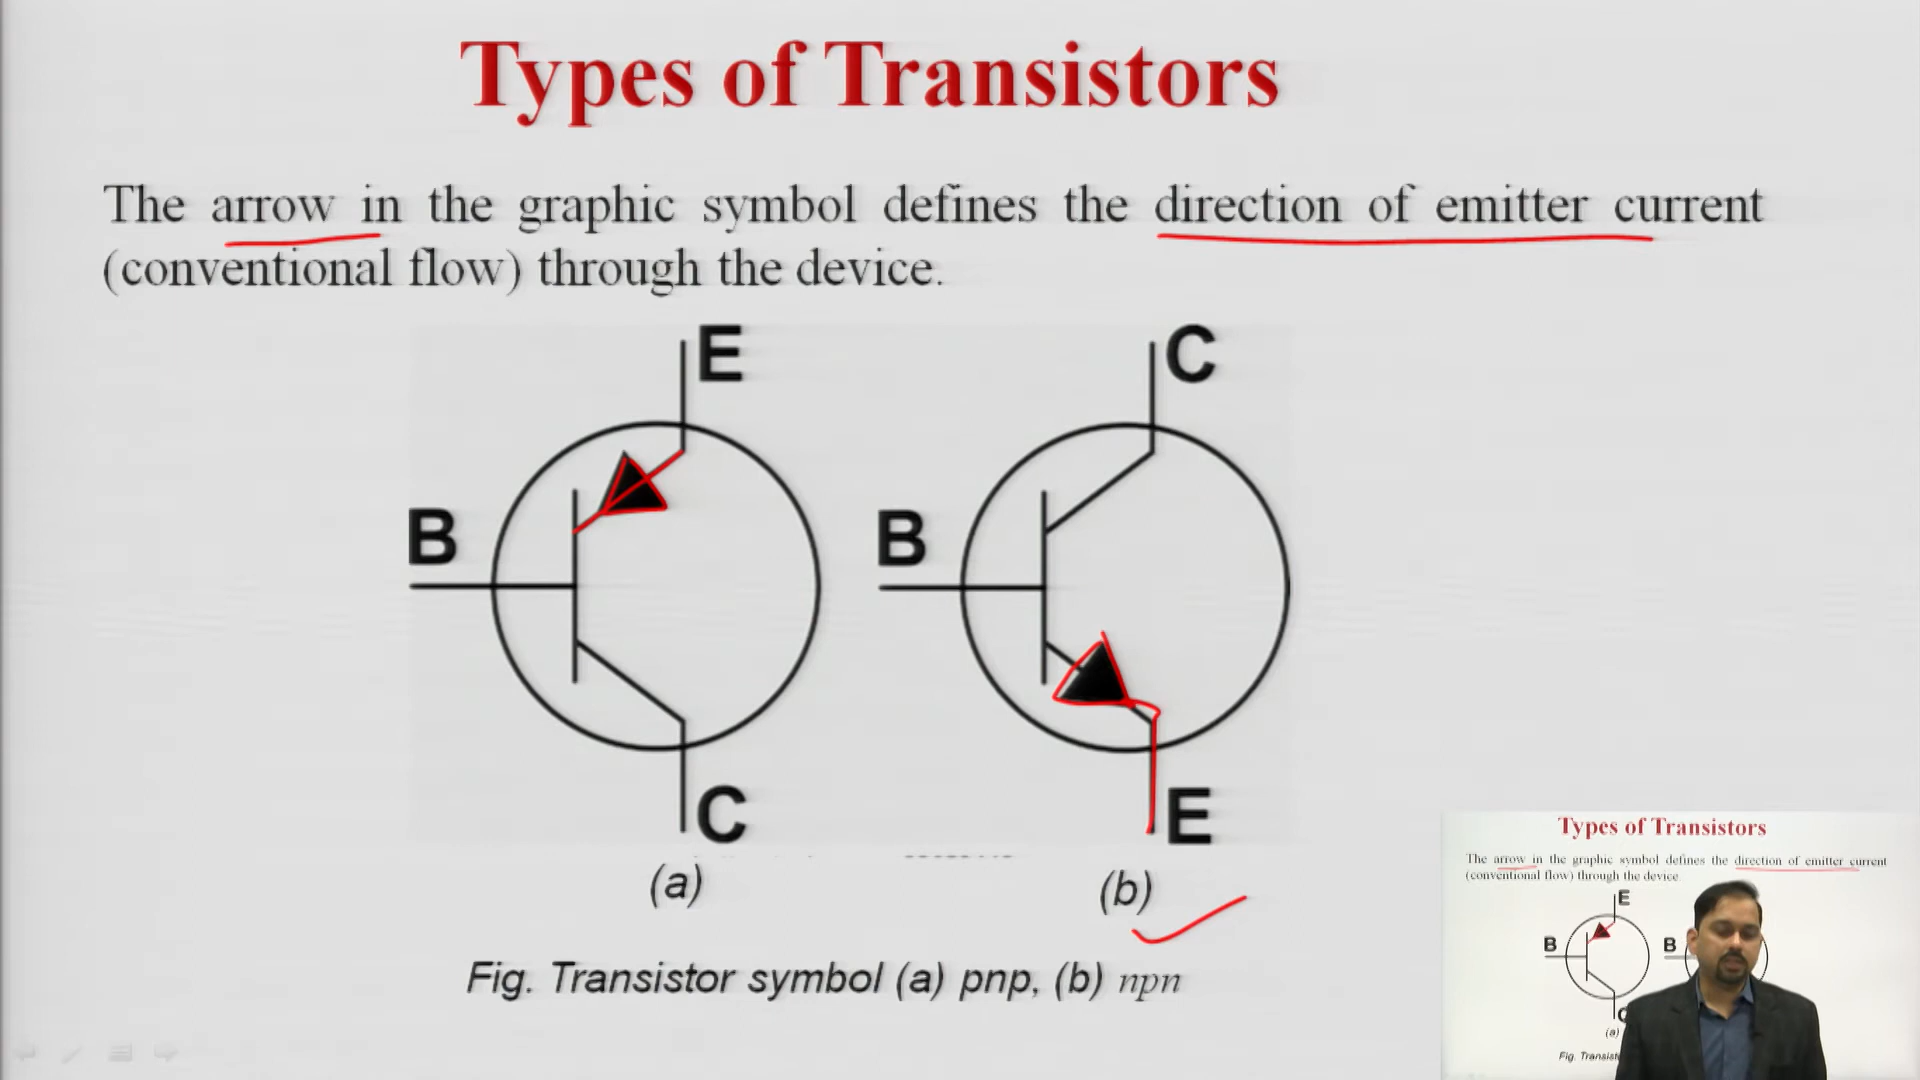 Types of Transistors
The arrow in the graphic symbol defines the direction of emitter current
(conventional flow) through the device.
E
C
B
B
C
E
(a)
(b)
Fig. Transistor symbol (a) pnp, (b) npn
Types of Transistors
The arrow in the graphic symbol defines the direction of emitter current
(conventional flow) through the device
E
B
B
(a)